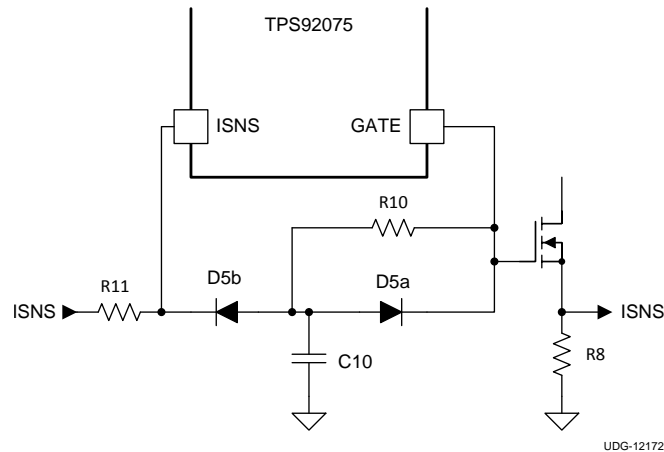 TPS92075
ISNS
GATE
R10
D5b
D5a
R11
ISNS
ISNS
C10
R8
UDG-12172